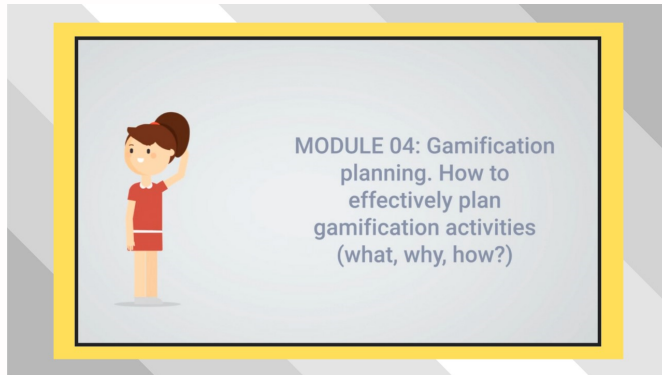 MODULE 04: Gamification
planning. How to
effectively plan
gamification activities
(what, why, how?)